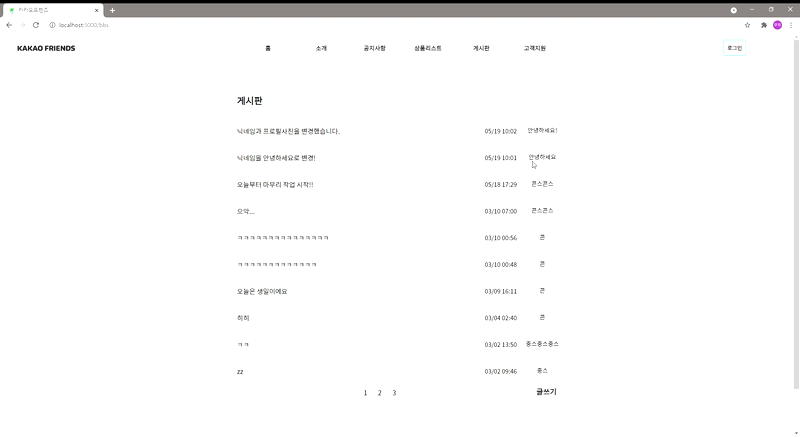 카카오프렌즈
localhost:3000/bbs
KAKAO FRIENDS 홈 소개 공지사항 상품리스트 게시판 고객지원 로그인
게시판
닉네임과 프로필사진을 변경했습니다. 05/19 10:02 안녕하세요!
닉네임을 안녕하세요로 변경! 05/19 10:01 안녕하세요
오늘부터 마무리 작업 시작!! 05/18 17:29 콘스콘스
으악... 03/10 07:00 콘스콘스
ㅋㅋㅋㅋㅋㅋㅋㅋㅋㅋㅋㅋㅋㅋㅋ 03/10 00:56 콘
ㅋㅋㅋㅋㅋㅋㅋㅋㅋㅋㅋㅋㅋ 03/10 00:48 콘
오늘은 생일이에요 03/09 16:11 콘
히히 03/04 02:40 콘
ㅋㅋ 03/02 13:50 중스중스중스
zz 03/02 09:46 중스
1 2 3 글쓰기